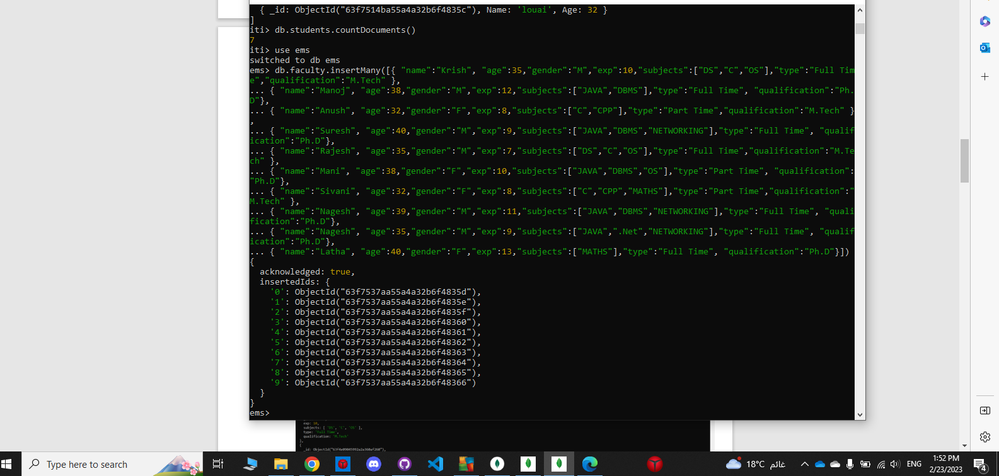 { _id: ObjectId("63f7514ba55a4a32b6f4835c"), Name: 'louai', Age: 32 }
]
iti> db.students.countDocuments()
7
iti> use ems
switched to db ems
ems> db.faculty.insertMany([{ "name":"Krish", "age":35,"gender":"M","exp":10,"subjects":["DS","C","OS"],"type":"Full Tim
e","qualification":"M.Tech" },
... { "name":"Manoj", "age":38,"gender":"M","exp":12,"subjects":["JAVA","DBMS"],"type":"Full Time", "qualification":"Ph.
D"},
... { "name":"Anush", "age":32,"gender":"F","exp":8,"subjects":["C","CPP"],"type":"Part Time","qualification":"M.Tech" }
,
... { "name":"Suresh", "age":40,"gender":"M","exp":9,"subjects":["JAVA","DBMS","NETWORKING"],"type":"Full Time", "qualif
ication":"Ph.D"},
... { "name":"Rajesh", "age":35,"gender":"M","exp":7,"subjects":["DS","C","OS"],"type":"Full Time","qualification":"M.Te
ch" },
... { "name":"Mani", "age":38,"gender":"F","exp":10,"subjects":["JAVA","DBMS","OS"],"type":"Part Time", "qualification":
"Ph.D"},
... { "name":"Sivani", "age":32,"gender":"F","exp":8,"subjects":["C","CPP","MATHS"],"type":"Part Time","qualification":"
M.Tech" },
... { "name":"Nagesh", "age":39,"gender":"M","exp":11,"subjects":["JAVA","DBMS","NETWORKING"],"type":"Full Time", "quali
fication":"Ph.D"},
... { "name":"Nagesh", "age":35,"gender":"M","exp":9,"subjects":["JAVA",".Net","NETWORKING"],"type":"Full Time", "qualif
ication":"Ph.D"},
... { "name":"Latha", "age":40,"gender":"F","exp":13,"subjects":["MATHS"],"type":"Full Time", "qualification":"Ph.D"}])
{
acknowledged: true,
insertedIds: {
'0': ObjectId("63f7537aa55a4a32b6f4835d"),
'1': ObjectId("63f7537aa55a4a32b6f4835e"),
'2': ObjectId("63f7537aa55a4a32b6f4835f"),
'3': ObjectId("63f7537aa55a4a32b6f48360"),
'4': ObjectId("63f7537aa55a4a32b6f48361"),
'5': ObjectId("63f7537aa55a4a32b6f48362"),
'6': ObjectId("63f7537aa55a4a32b6f48363"),
'7': ObjectId("63f7537aa55a4a32b6f48364"),
'8': ObjectId("63f7537aa55a4a32b6f48365"),
'9': ObjectId("63f7537aa55a4a32b6f48366")
}
}
ems>
exp: 10,
subjects: [ 'DS', 'C', 'OS' ],
type: 'Full Time',
qualification: 'M.Tech'
},
{
Type here to search
18°C غائم
ENG
1:52 PM
2/23/2023
4